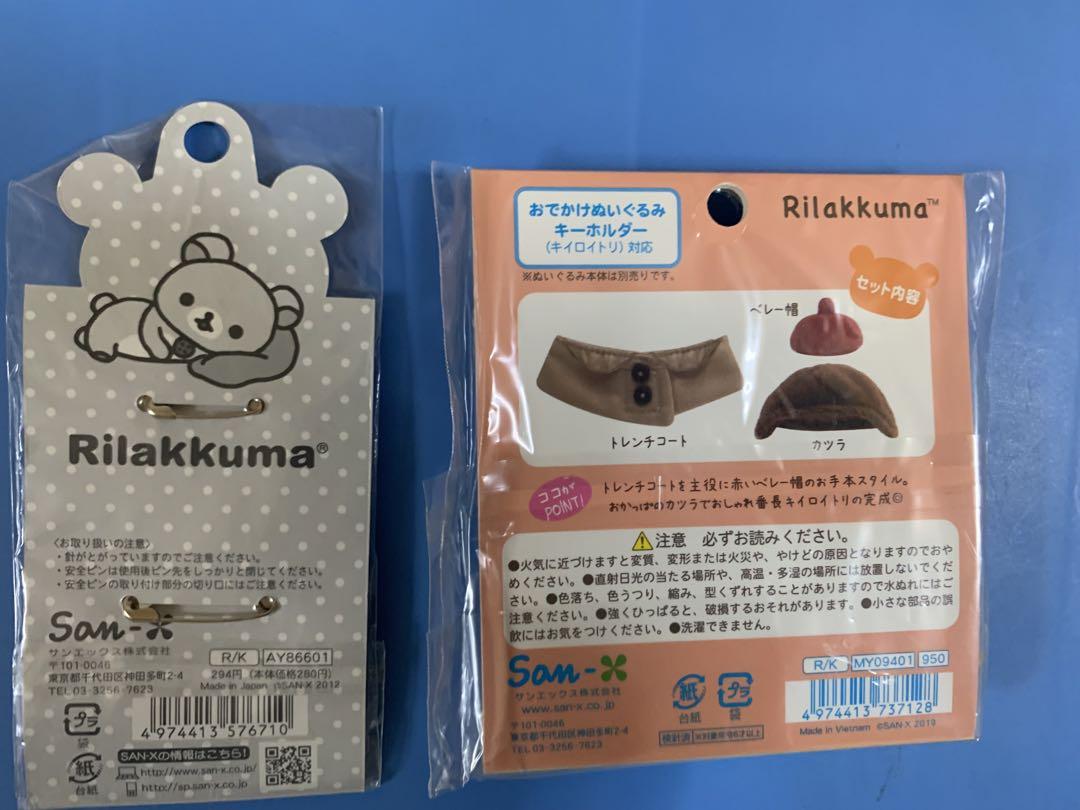 Rilakkuma®
〈お取り扱いの注意〉
・針がとがっていますのでご注意ください。
・安全ピンは使用後ピン先をしっかりと閉じてください。
・安全ピンの取り付け部分の切り口にはご注意ください。
San-X
サンエックス株式会社
〒101-0046
東京都千代田区神田多町2-4
TEL 03-3256-7623
R/K AY86601
294円(本体価格280円)
Made in Japan ©SAN-X 2012
4 974413 576710
プラ
袋
紙
台紙
SAN-Xの情報はこちら!
http://www.san-x.co.jp/
http://sp.san-x.co.jp/
おでかけぬいぐるみ
キーホルダー
(キイロイトリ)対応
※ぬいぐるみ本体は別売りです。
Rilakkuma™
セット内容
ベレー帽
トレンチコート
カツラ
ココが
POINT!
トレンチコートを主役に赤いベレー帽のお手本スタイル。
おかっぱのカツラでおしゃれ番長キイロイトリの完成
注意 必ずお読みください。
●火気に近づけますと変質、変形または火災や、やけどの原因となりますのでおや
めください。●直射日光の当たる場所や、高温・多湿の場所には放置しないでくだ
さい。●色落ち、色うつり、縮み、型くずれすることがありますので水ぬれにはご
注意ください。●強くひっぱると、破損するおそれがあります。●小さな部品の誤
飲にはお気をつけください。●洗濯できません。
San-X
サンエックス株式会社
www.san-x.co.jp
〒101-0046
東京都千代田区神田多町2-4
TEL 03-3256-7623
紙
台紙
プラ
袋
検針済 ※対象年令6才以上
R/K MY09401 950
4 974413 737128
Made in Vietnam ©SAN-X 2019